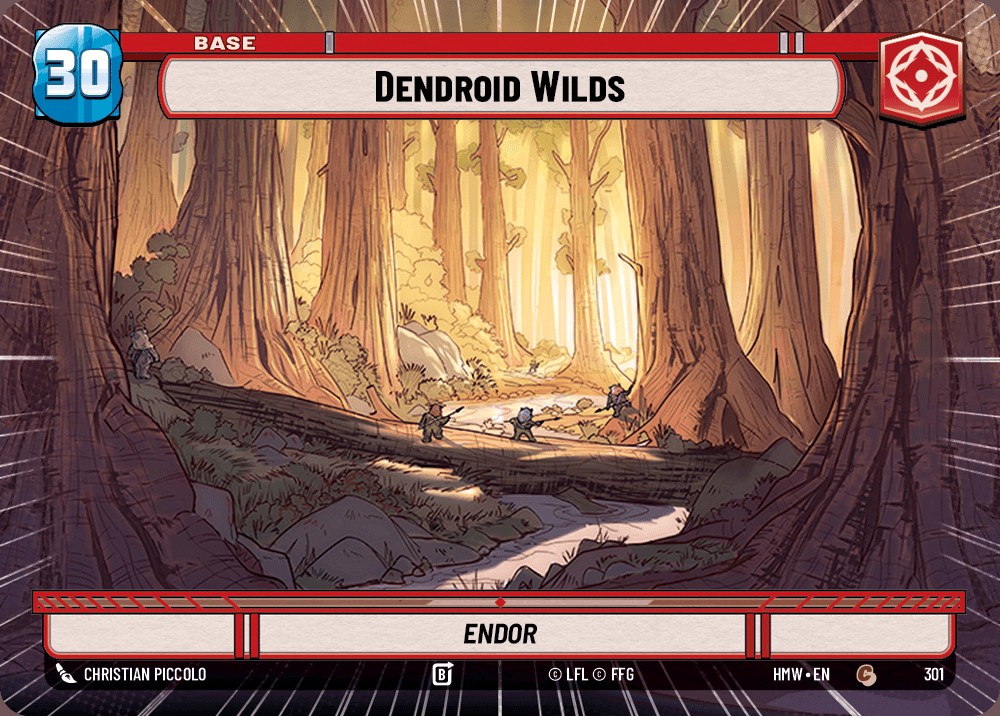 BASE
30
DENDROID WILDS
ENDOR
CHRISTIAN PICCOLO
B
© LFL © FFG
HMW • EN
C
301